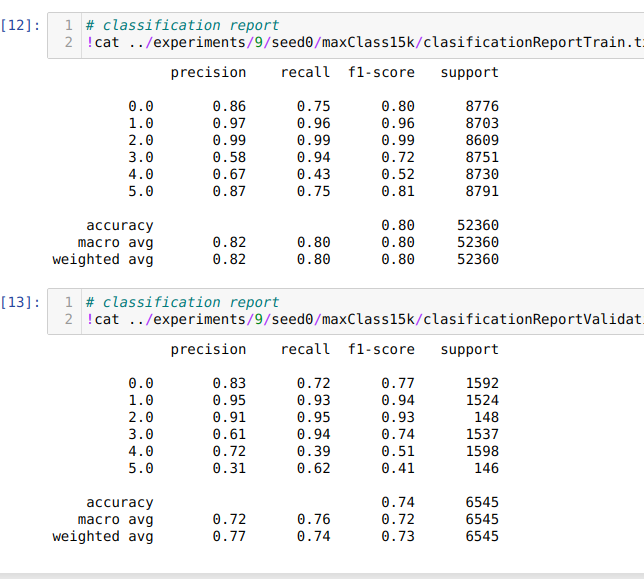 [12]: 1 # classification report
2 !cat ../experiments/9/seed0/maxClass15k/clasificationReportTrain.t
precision recall f1-score support
0.0 0.86 0.75 0.80 8776
1.0 0.97 0.96 0.96 8703
2.0 0.99 0.99 0.99 8609
3.0 0.58 0.94 0.72 8751
4.0 0.67 0.43 0.52 8730
5.0 0.87 0.75 0.81 8791
accuracy 0.80 52360
macro avg 0.82 0.80 0.80 52360
weighted avg 0.82 0.80 0.80 52360
[13]: 1 # classification report
2 !cat ../experiments/9/seed0/maxClass15k/clasificationReportValidat
precision recall f1-score support
0.0 0.83 0.72 0.77 1592
1.0 0.95 0.93 0.94 1524
2.0 0.91 0.95 0.93 148
3.0 0.61 0.94 0.74 1537
4.0 0.72 0.39 0.51 1598
5.0 0.31 0.62 0.41 146
accuracy 0.74 6545
macro avg 0.72 0.76 0.72 6545
weighted avg 0.77 0.74 0.73 6545